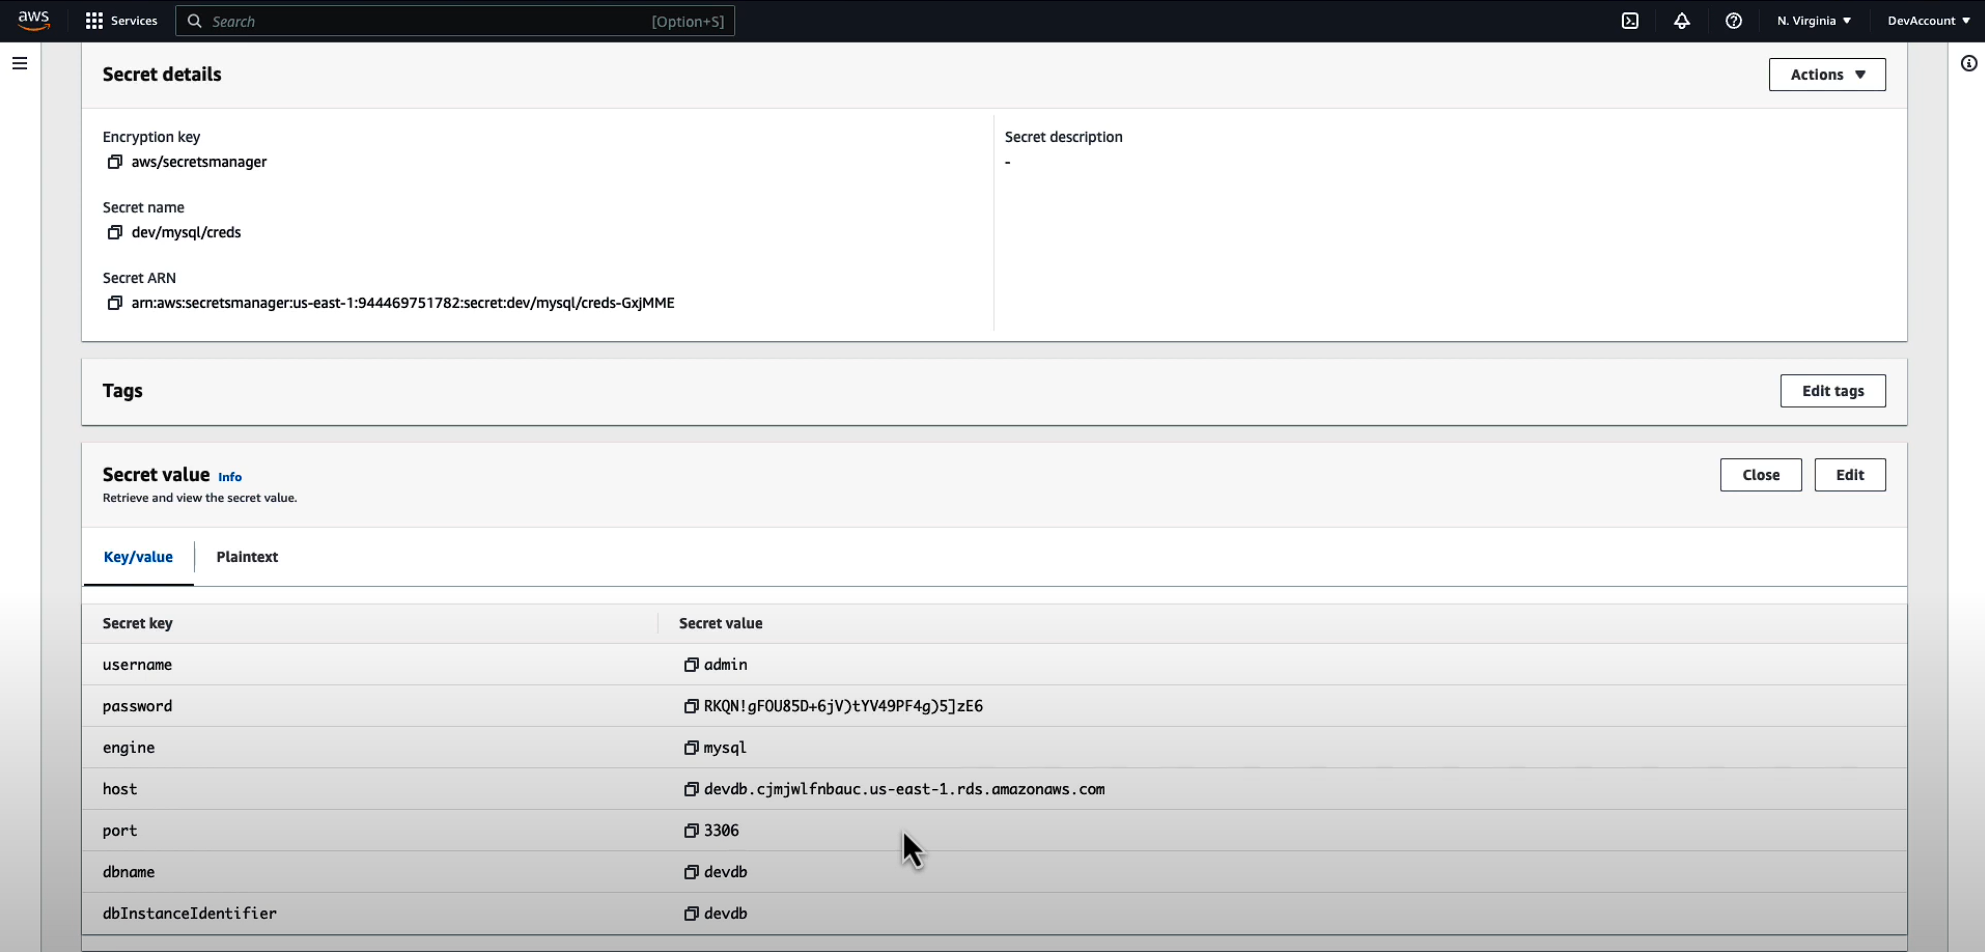 aws Services Search [Option+S] N. Virginia DevAccount
Secret details Actions
Encryption key Secret description
aws/secretsmanager -
Secret name
dev/mysql/creds
Secret ARN
arn:aws:secretsmanager:us-east-1:944469751782:secret:dev/mysql/creds-GxjMME
Tags Edit tags
Secret value Info Close Edit
Retrieve and view the secret value.
Key/value Plaintext
Secret key Secret value
username admin
password RKQN!gFOU85D+6jV)tYV49PF4g)5]zE6
engine mysql
host devdb.cjmjwlfnbauc.us-east-1.rds.amazonaws.com
port 3306
dbname devdb
dbInstanceIdentifier devdb